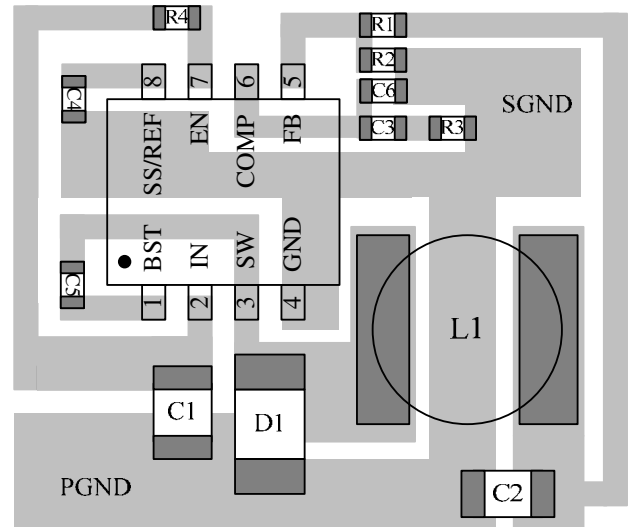 R4
R1
R2
C6
C3
R3
C4
SGND
8
7
6
5
SS/REF
EN
COMP
FB
BST
IN
SW
GND
1
2
3
4
C5
L1
C1
D1
PGND
C2